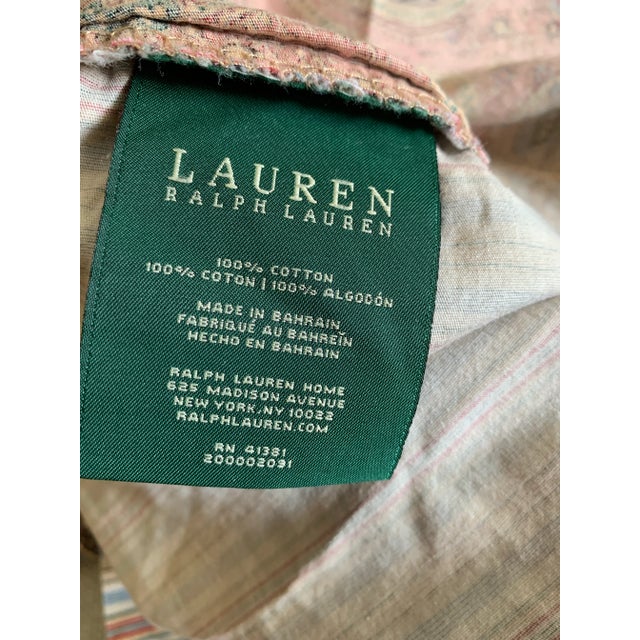 LAUREN
RALPH LAUREN
100% COTTON
100% COTON | 100% ALGODÓN
MADE IN BAHRAIN
FABRIQUÉ AU BAHREÏN
HECHO EN BAHRAIN
RALPH LAUREN HOME
625 MADISON AVENUE
NEW YORK, NY 10022
RALPHLAUREN.COM
RN 41381
200002091